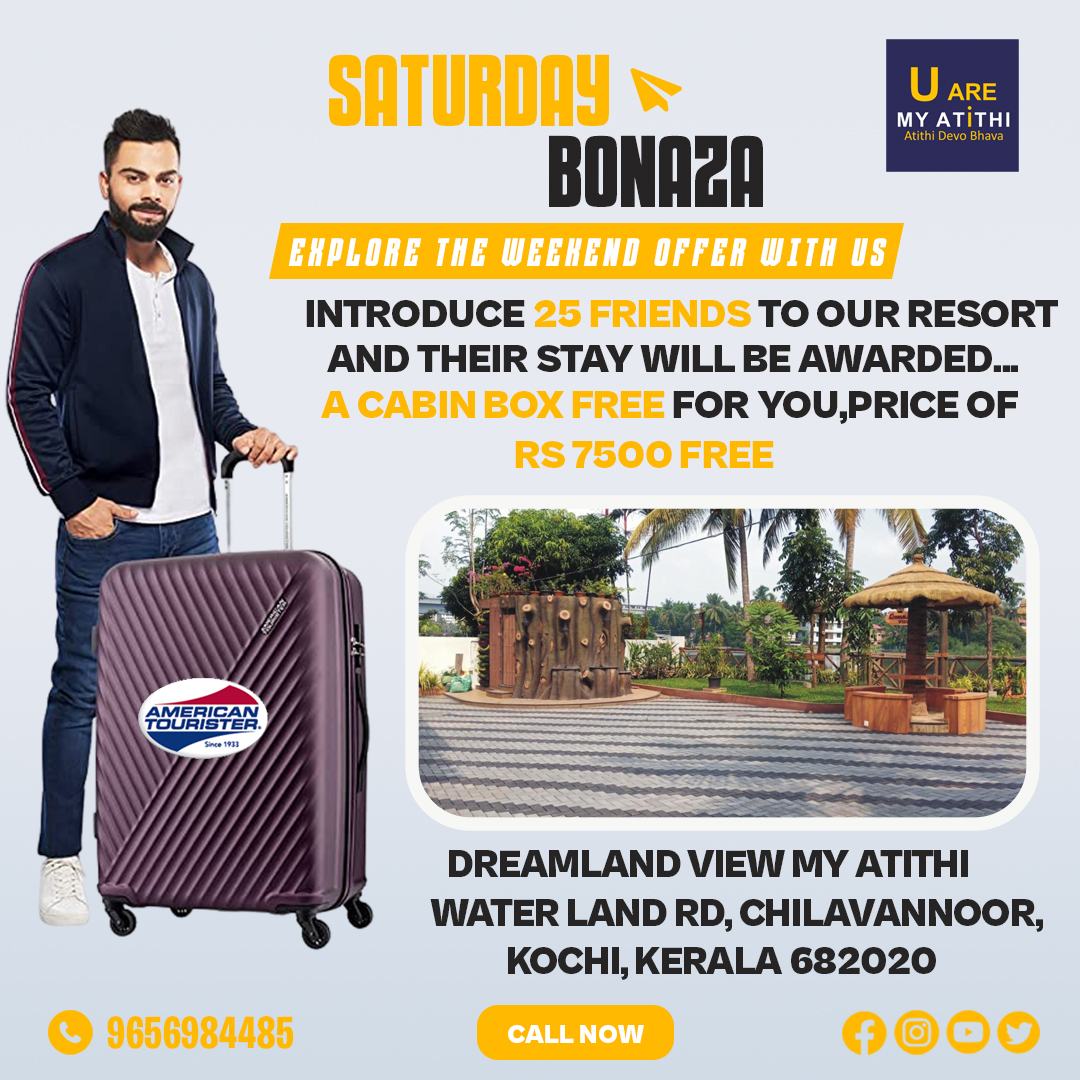 SATURDAY
BONAZA
U ARE
MY ATiTHI
Atithi Devo Bhava
EXPLORE THE WEEKEND OFFER WITH US
INTRODUCE 25 FRIENDS TO OUR RESORT
AND THEIR STAY WILL BE AWARDED...
A CABIN BOX FREE FOR YOU,PRICE OF
RS 7500 FREE
AMERICAN
TOURISTER
AMERICAN
TOURISTER.
Since 1933
DREAMLAND VIEW MY ATITHI
WATER LAND RD, CHILAVANNOOR,
KOCHI, KERALA 682020
9656984485
CALL NOW